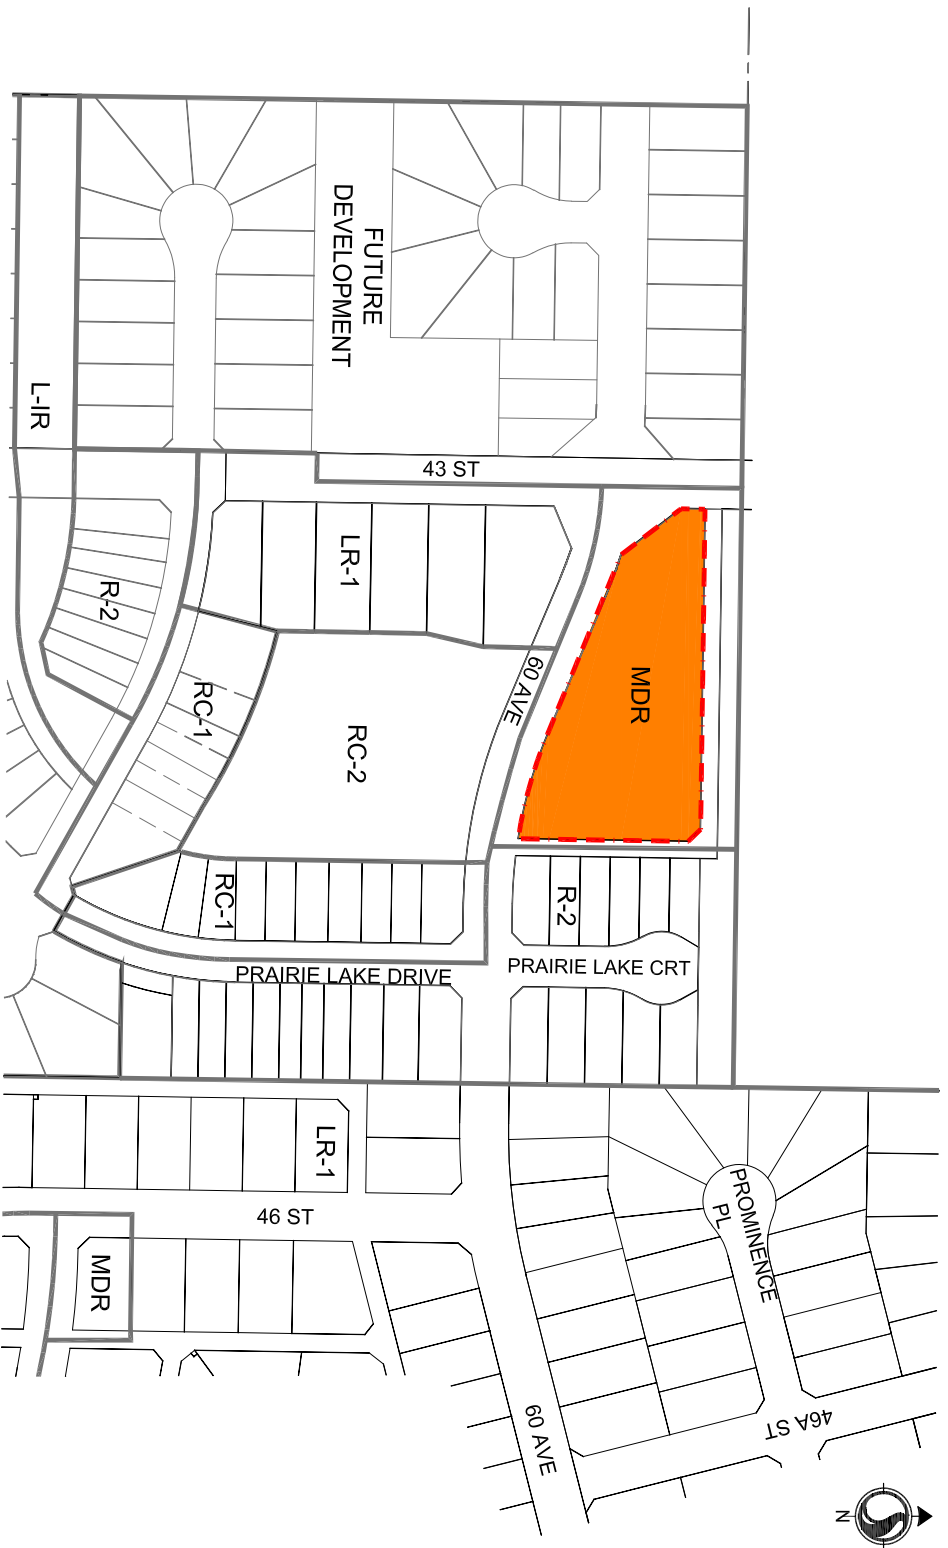 FUTURE
DEVELOPMENT
L-IR
43 ST
LR-1
R-2
60 AVE
MDR
RC-1
RC-2
RC-1
R-2
PRAIRIE LAKE DRIVE
PRAIRIE LAKE CRT
LR-1
46 ST
PROMINENCE
PL
MDR
60 AVE
46A ST
N